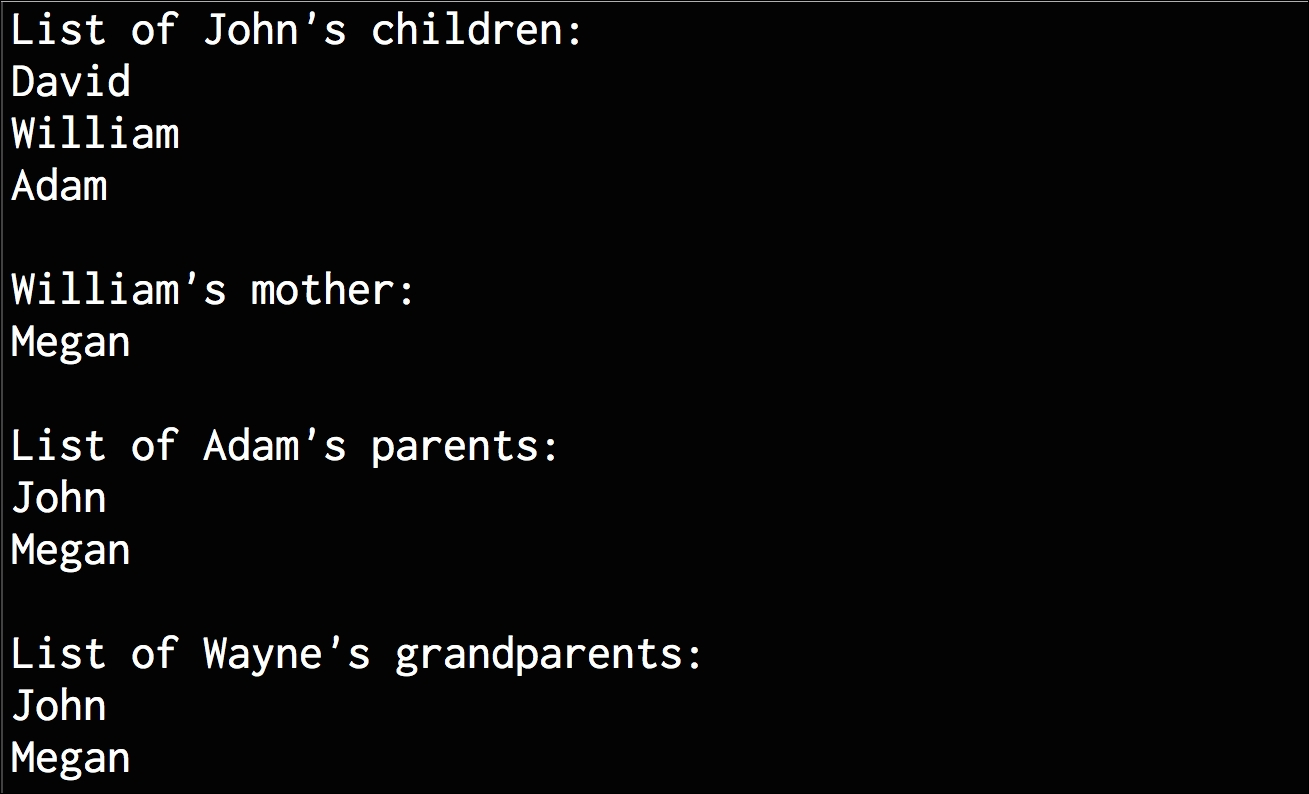 List of John's children:
David
William
Adam

William's mother:
Megan

List of Adam's parents:
John
Megan

List of Wayne's grandparents:
John
Megan